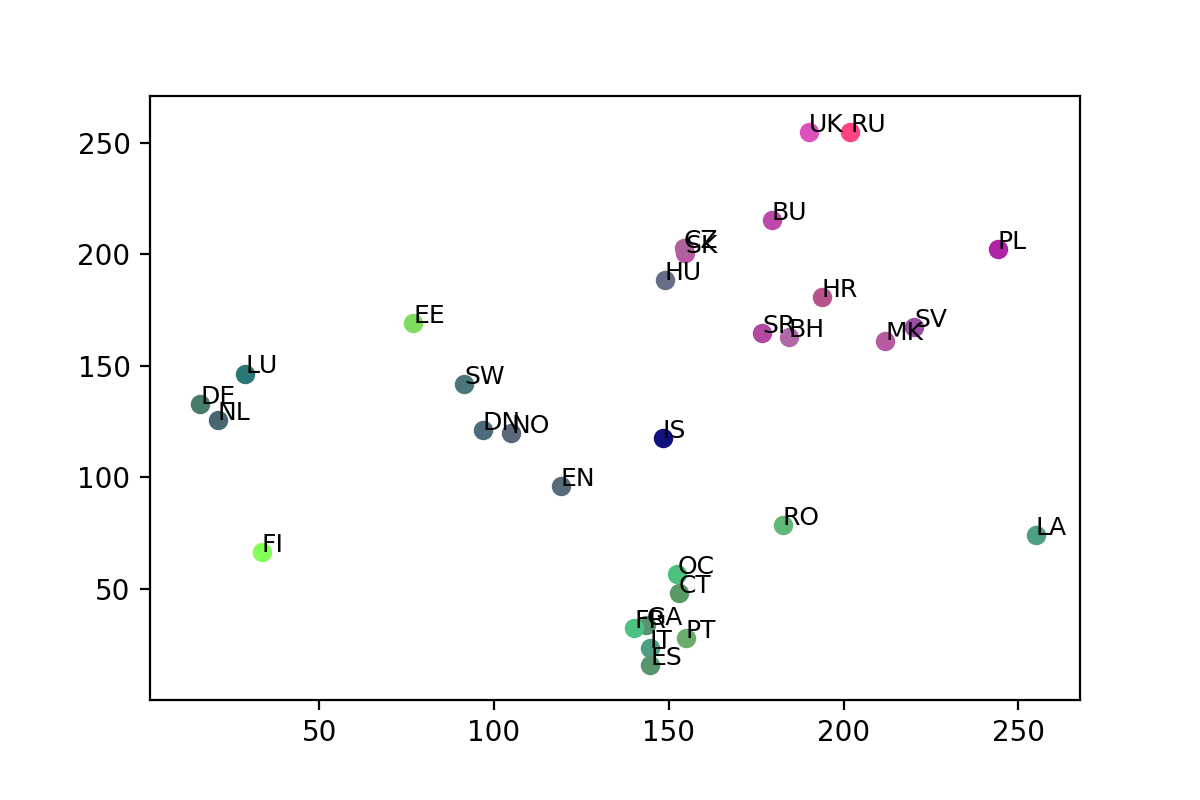 UK RU
250
BU
CZ
SK
PL
200
HU
HR
EE
SR
BH
MK
SV
150
LU
SW
DE
NL
DN
NO
IS
100
EN
RO
LA
FI
OC
50
CT
FR
GA
PT
IT
ES
50 100 150 200 250